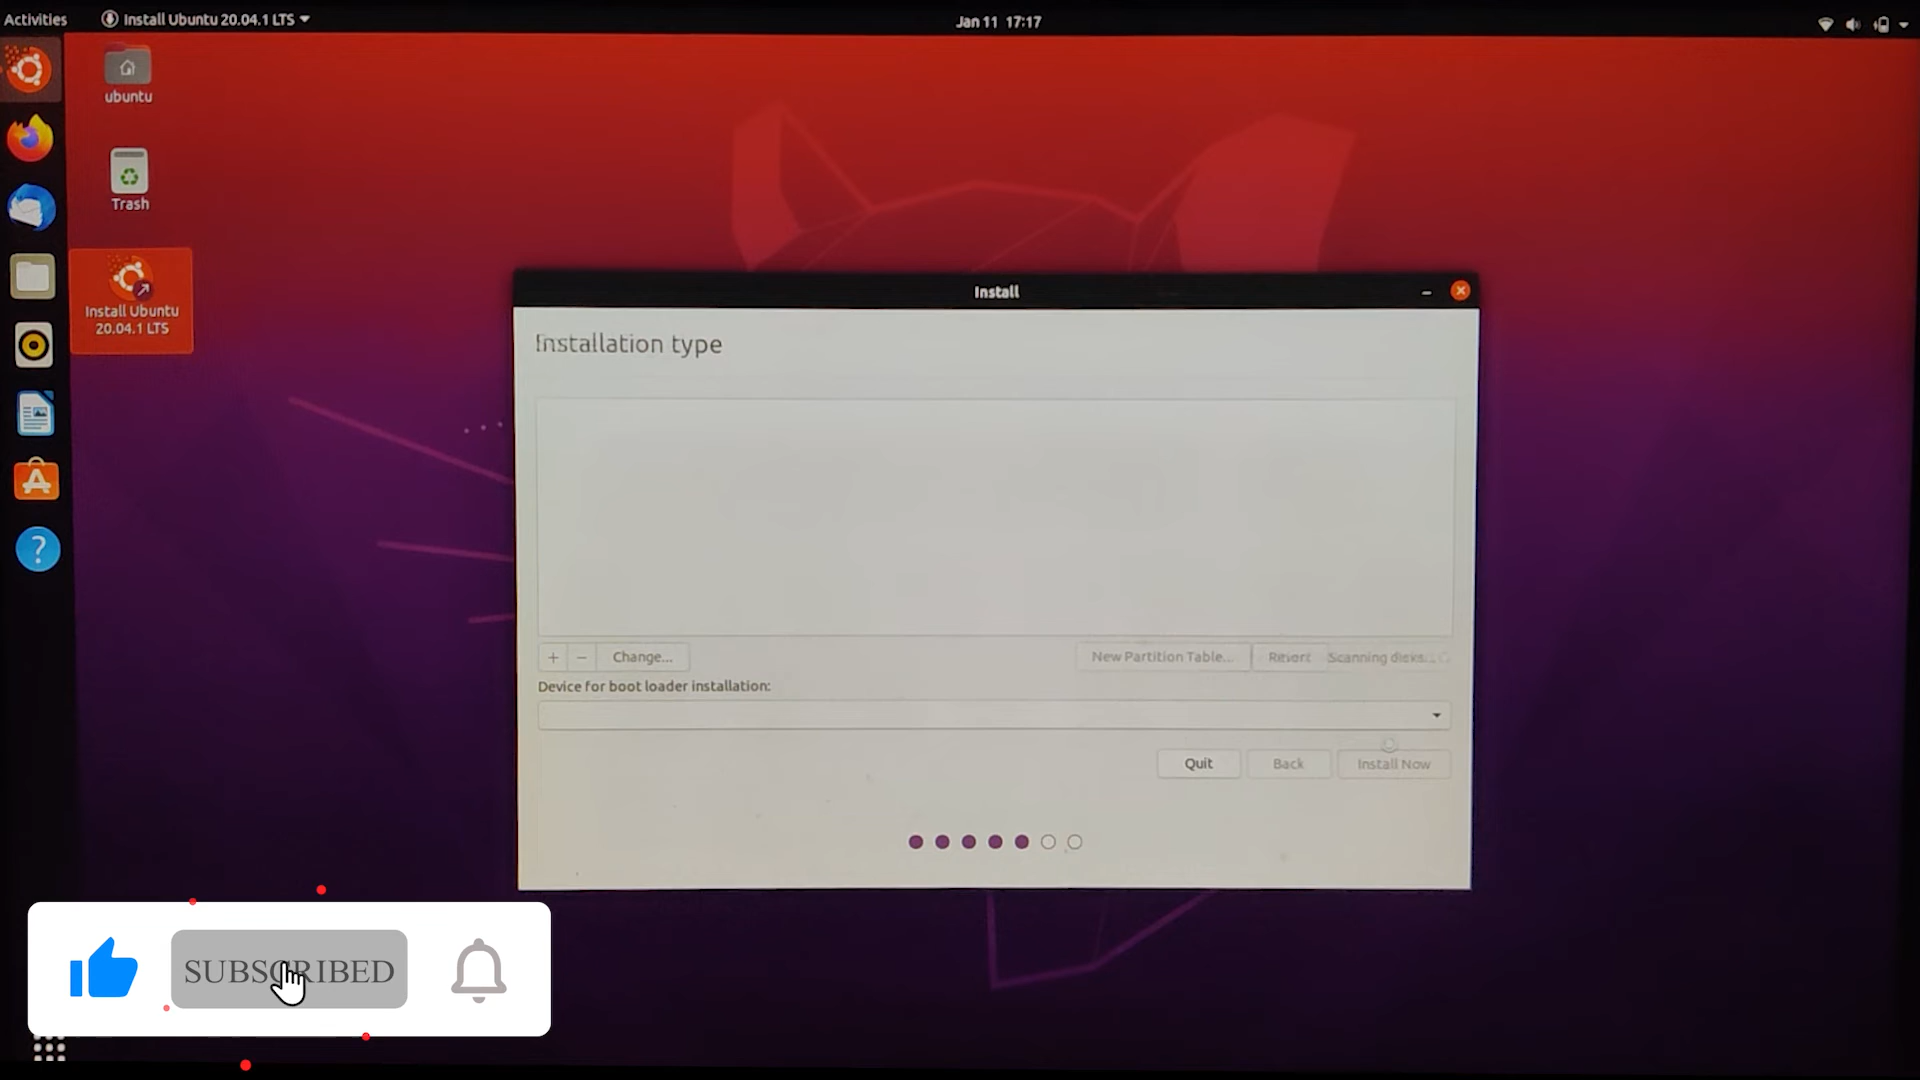 Activities
Install Ubuntu 20.04.1 LTS
Jan 11 17:17
ubuntu
Trash
Install Ubuntu
20.04.1 LTS
Install
Installation type
+ − Change...
New Partition Table... Revert Scanning disks...
Device for boot loader installation:
Quit Back Install Now
SUBSCRIBED